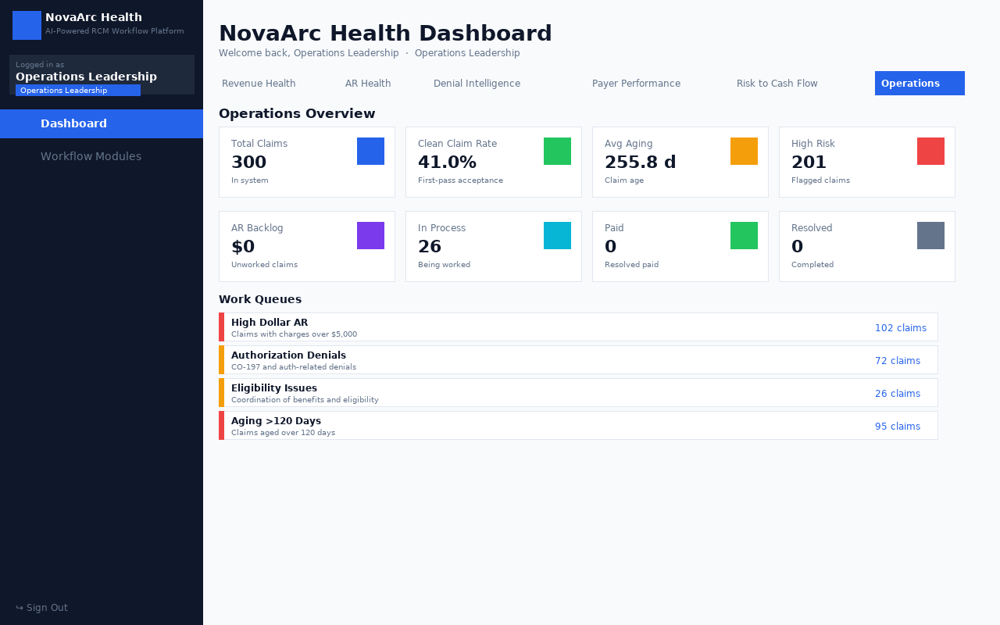 NovaArc Health
AI-Powered RCM Workflow Platform
Logged in as
Operations Leadership
Operations Leadership
Dashboard
Workflow Modules
↪ Sign Out
NovaArc Health Dashboard
Welcome back, Operations Leadership · Operations Leadership
Revenue Health AR Health Denial Intelligence Payer Performance Risk to Cash Flow Operations
Operations Overview
Total Claims
300
In system
Clean Claim Rate
41.0%
First-pass acceptance
Avg Aging
255.8 d
Claim age
High Risk
201
Flagged claims
AR Backlog
$0
Unworked claims
In Process
26
Being worked
Paid
0
Resolved paid
Resolved
0
Completed
Work Queues
High Dollar AR
Claims with charges over $5,000
102 claims
Authorization Denials
CO-197 and auth-related denials
72 claims
Eligibility Issues
Coordination of benefits and eligibility
26 claims
Aging >120 Days
Claims aged over 120 days
95 claims